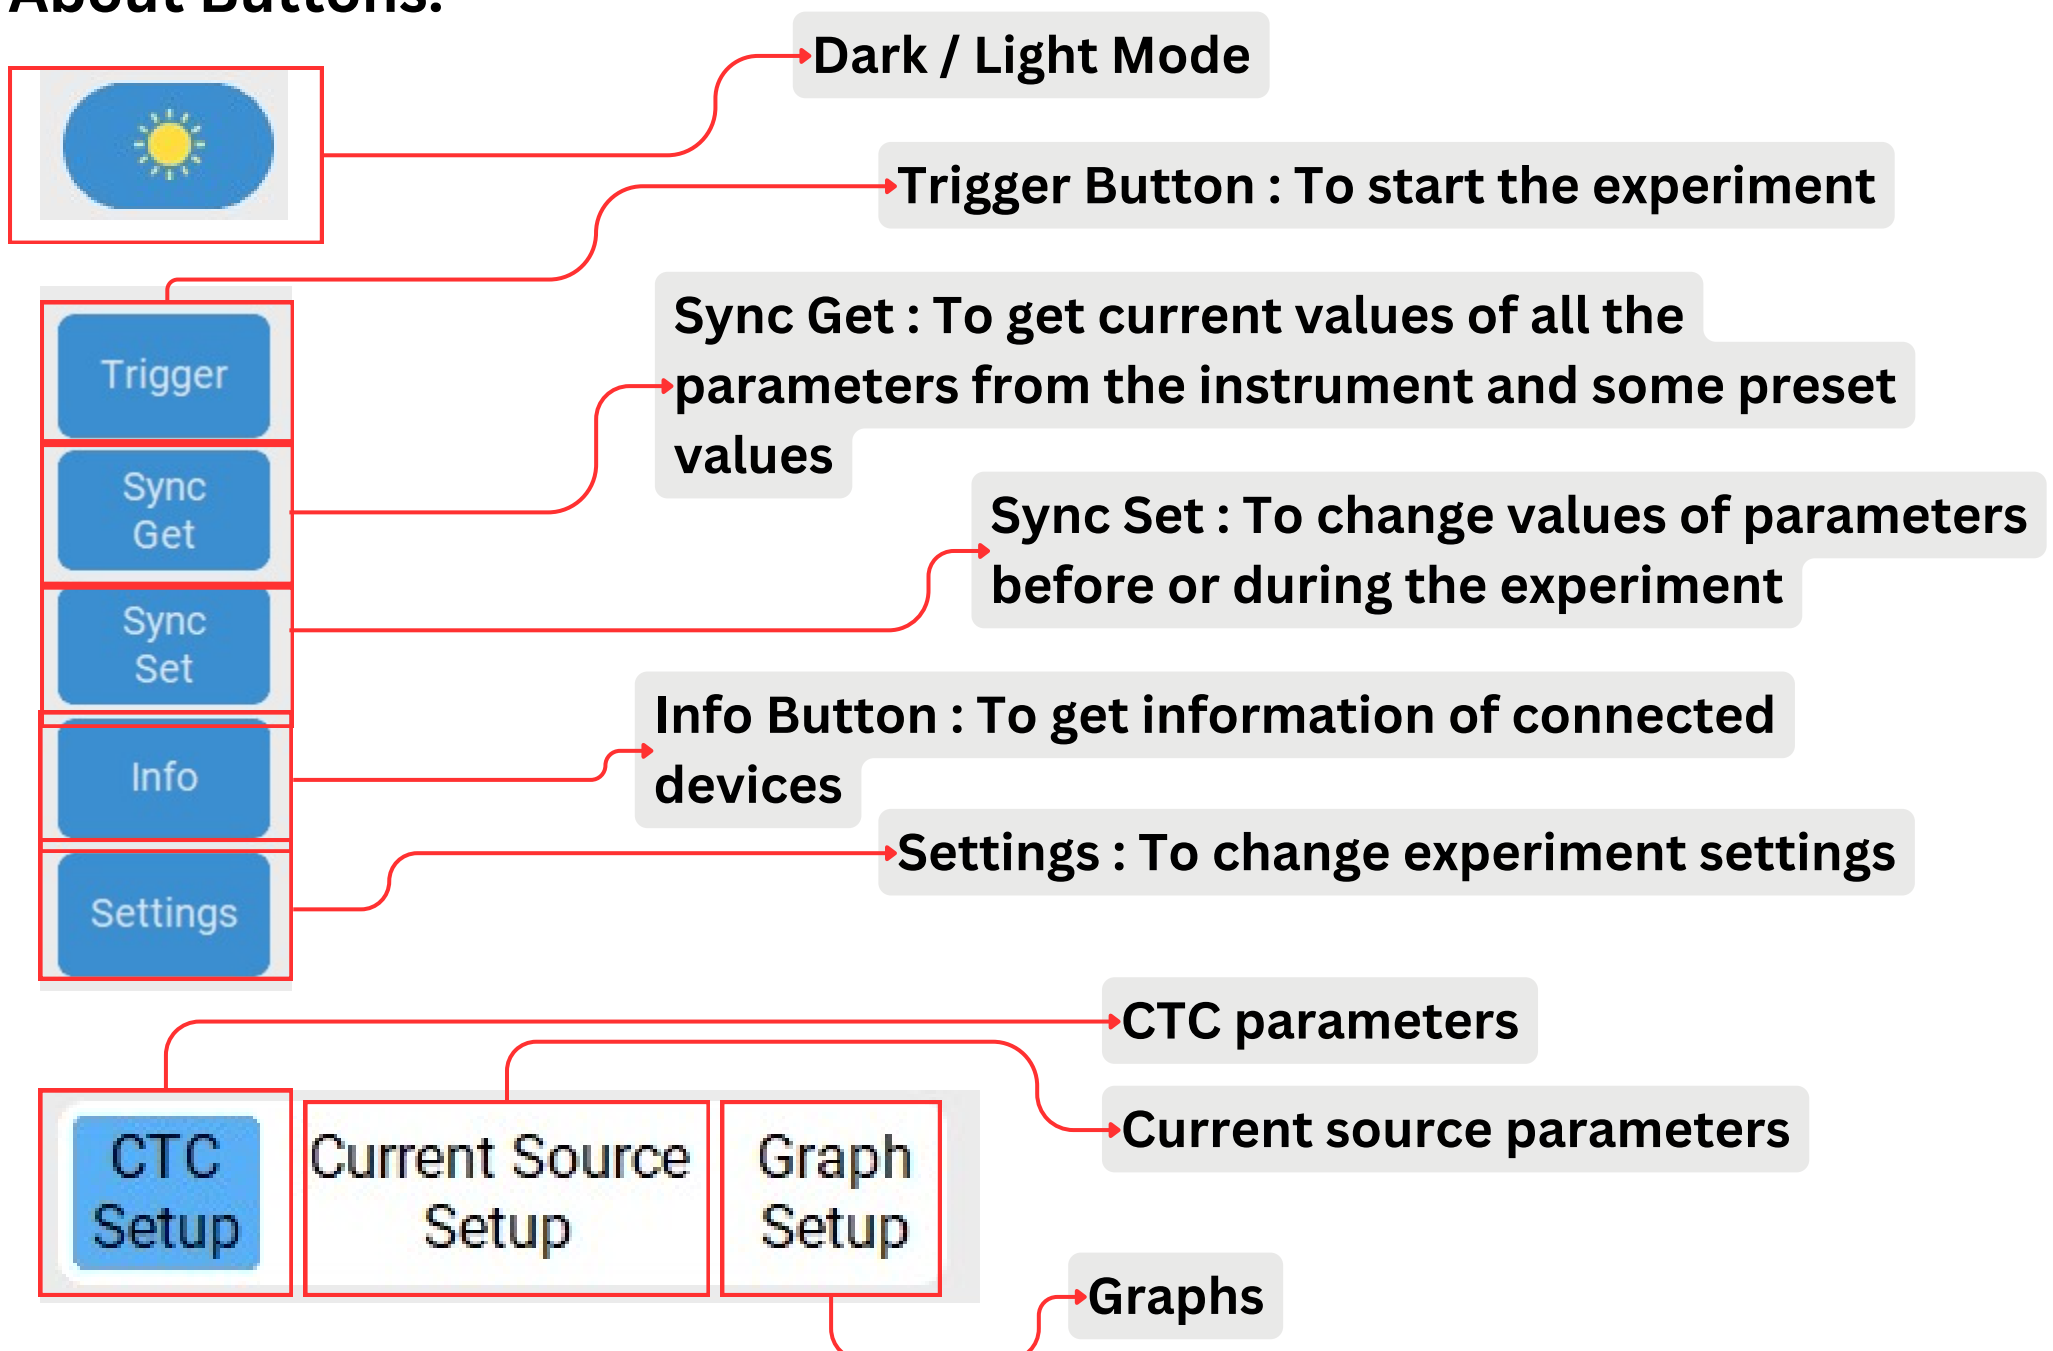 About Buttons:
Dark / Light Mode
Trigger Button : To start the experiment
Trigger
Sync Get : To get current values of all the
parameters from the instrument and some preset
values
Sync
Get
Sync Set : To change values of parameters
before or during the experiment
Sync
Set
Info Button : To get information of connected
devices
Info
Settings : To change experiment settings
Settings
CTC parameters
Current source parameters
CTC
Setup
Current Source
Setup
Graph
Setup
Graphs